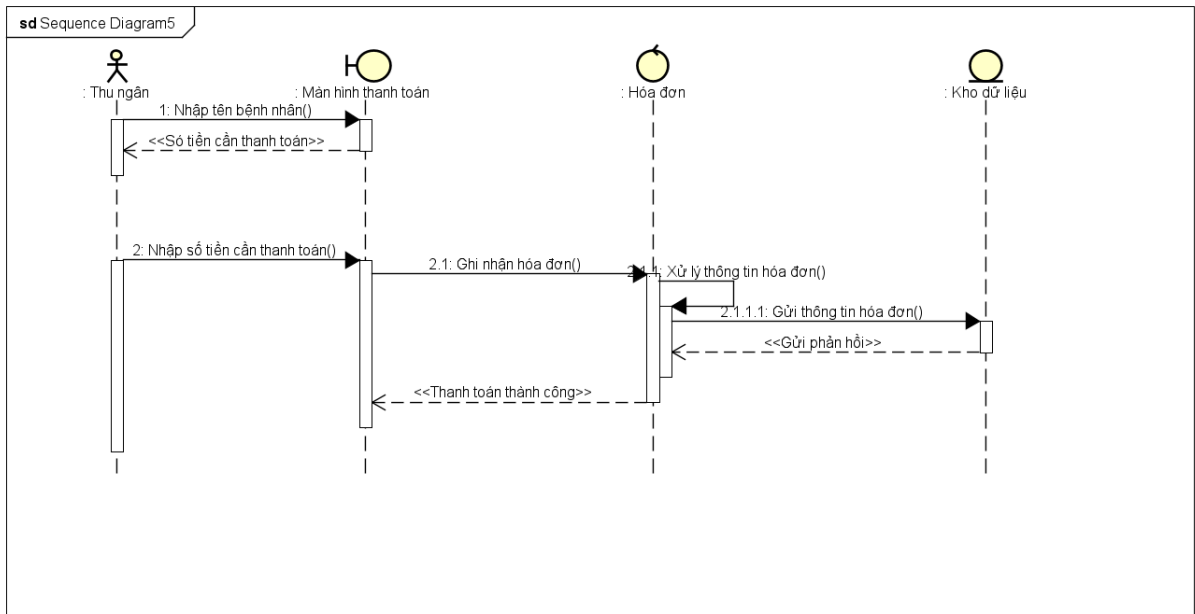 sd Sequence Diagram5
: Thu ngân
: Màn hình thanh toán
: Hóa đơn
: Kho dữ liệu
1: Nhập tên bệnh nhân()
<<Só tiền cần thanh toán>>
2: Nhập số tiền cần thanh toán()
2.1: Ghi nhận hóa đơn()
2.1.1: Xử lý thông tin hóa đơn()
2.1.1.1: Gửi thông tin hóa đơn()
<<Gửi phản hồi>>
<<Thanh toán thành công>>